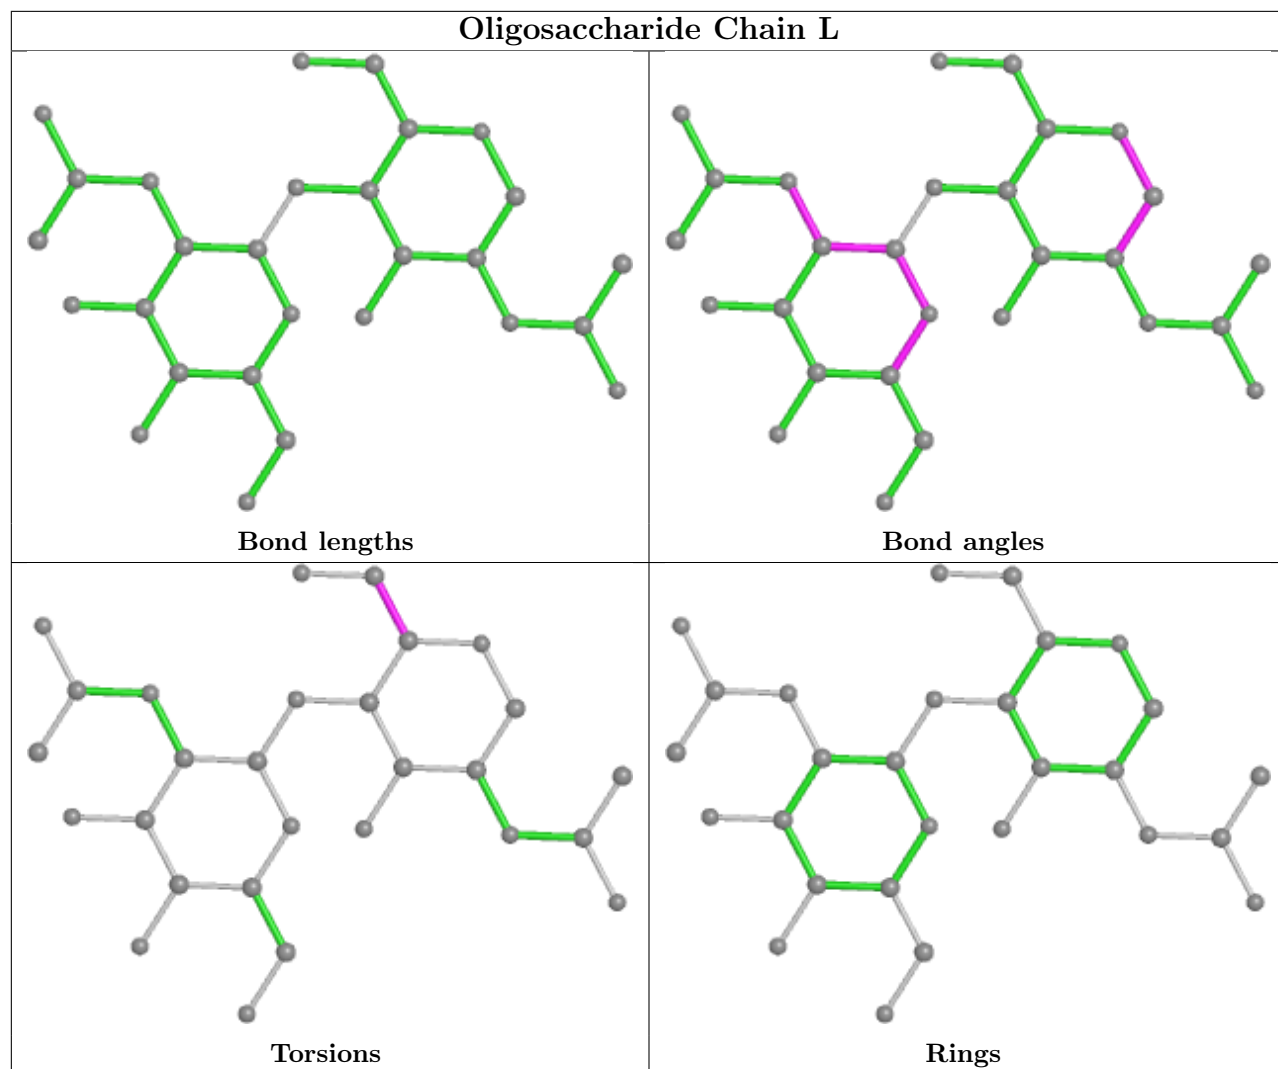 Oligosaccharide Chain L
Bond lengths
Bond angles
Torsions
Rings